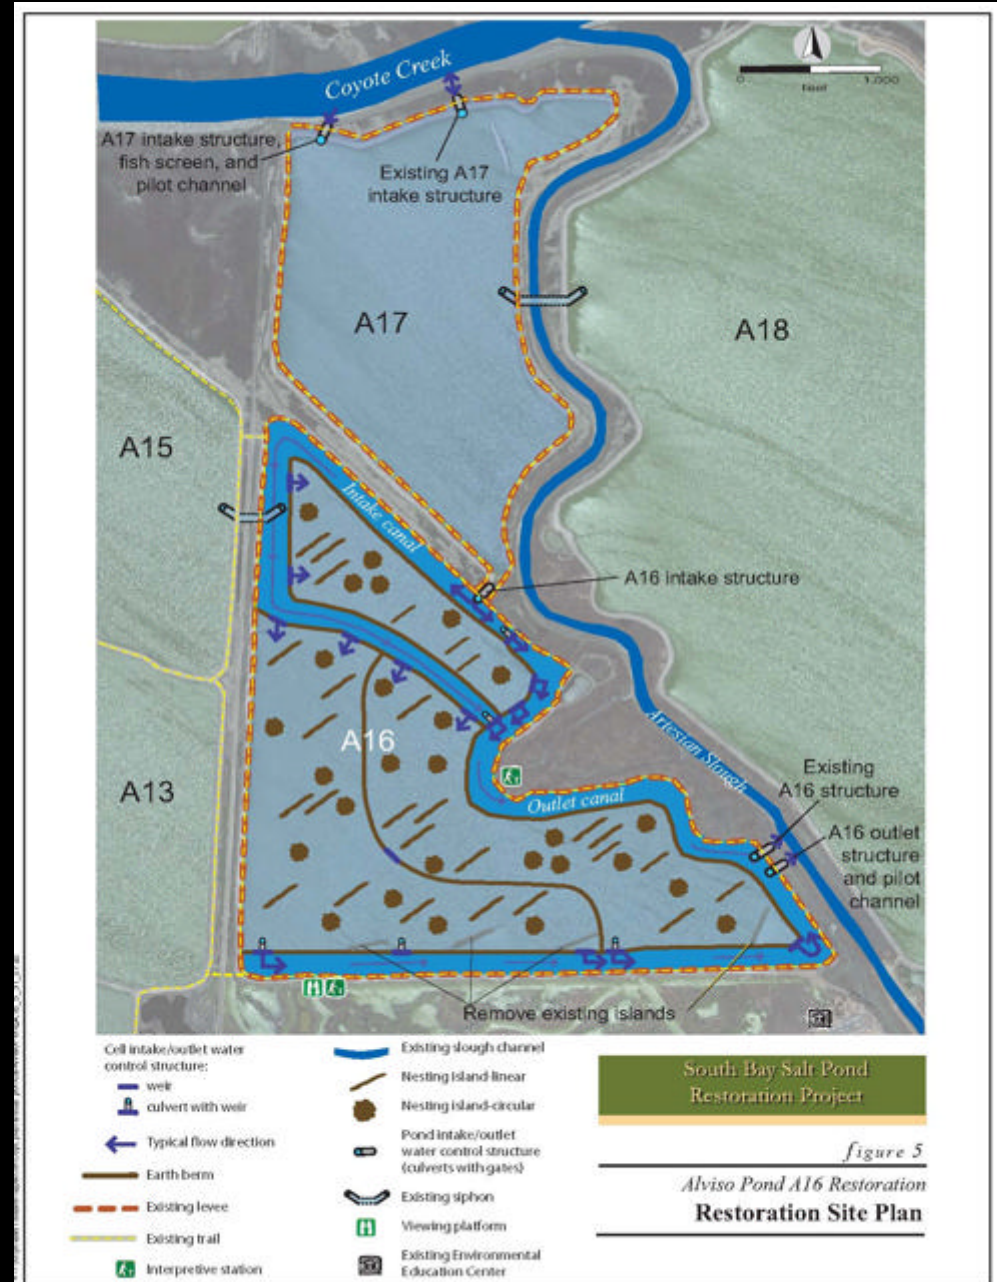 Coyote Creek
0
1,000
A17 intake structure,
fish screen, and
pilot channel
Existing A17
intake structure
A17
A18
A15
Intake canal
A16 intake structure
A16
A13
Artesian Slough
Outlet canal
Existing
A16 structure
A16 outlet
structure
and pilot
channel
Remove existing islands
Cell intake/outlet water
control structure:
weir
culvert with weir
Typical flow direction
Earth berm
Existing levee
Existing trail
Interpretive station
Existing slough channel
Nesting island-linear
Nesting island-circular
Pond intake/outlet
water control structure
(culverts with gates)
Existing siphon
Viewing platform
Existing Environmental
Education Center
South Bay Salt Pond
Restoration Project
figure 5
Alviso Pond A16 Restoration
Restoration Site Plan